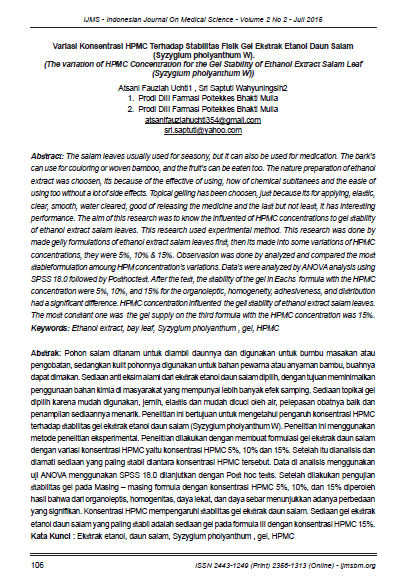 IJMS - Indonesian Journal On Medical Science - Volume 2 No 2 - Juli 2015
Variasi Konsentrasi HPMC Terhadap Stabilitas Fisik Gel Ekstrak Etanol Daun Salam
(Syzygium pholyanthum W).
(The variation of HPMC Concentration for the Gel Stability of Ethanol Extract Salam Leaf
(Syzygium pholyanthum W))
Atsani Fauziah Uchti1 , Sri Saptuti Wahyuningsih2
1. Prodi DIII Farmasi Poltekkes Bhakti Mulia
2. Prodi DIII Farmasi Poltekkes Bhakti Mulia
atsanifauziahuchti354@gmail.com
sri.saptuti@yahoo.com
Abstract: The salam leaves usually used for seasony, but it can also be used for medication. The bark's
can use for couloring or woven bamboo, and the fruit's can be eaten too. The nature preparation of ethanol
extract was choosen, its because of the effective of using, how of chemical subitanees and the easie of
using too without a lot of side effects. Topical gelling has been choosen, just because its for applying, elastic,
clear, smooth, water cleared, good of releasing the medicine and the last but not least, it has interesting
performance. The aim of this research was to know the influented of HPMC concentrations to gel stability
of ethanol extract salam leaves. This research used experimental method. This research was done by
made gelly formulations of ethanol extract salam leaves first, then its made into some variations of HPMC
concentrations, they were 5%, 10% & 15%. Observasion was done by analyzed and compared the most
stableformulation amoung HPM concentration's variations. Data's were analyzed by ANOVA analysis using
SPSS 18.0 followed by Posthoctest. After the test, the stability of the gel in Eachs formula with the HPMC
concentration were 5%, 10%, and 15% for the organoleptic, homogeneity, adhesiveness, and distribution
had a significant difference. HPMC concentration influented the gell stability of ethanol extract salam leaves.
The most constant one was the gel supply on the third formula with the HPMC concentration was 15%.
Keywords: Ethanol extract, bay leaf, Syzygium pholyanthum , gel, HPMC
Abstrak: Pohon salam ditanam untuk diambil daunnya dan digunakan untuk bumbu masakan atau
pengobatan, sedangkan kulit pohonnya digunakan untuk bahan pewarna atau anyaman bambu, buahnya
dapat dimakan. Sediaan anti eksim alami dari ekstrak etanol daun salam dipilih, dengan tujuan meminimalkan
penggunaan bahan kimia di masyarakat yang mempunyai lebih banyak efek samping. Sediaan topikal gel
dipilih karena mudah digunakan, jernih, elastis dan mudah dicuci oleh air, pelepasan obatnya baik dan
penampilan sediaannya menarik. Penelitian ini bertujuan untuk mengetahui pengaruh konsentrasi HPMC
terhadap stabilitas gel ekstrak etanol daun salam (Syzygium pholyanthum W). Penelitian ini menggunakan
metode penelitian eksperimental. Penelitian dilakukan dengan membuat formulasi gel ekstrak daun salam
dengan variasi konsentrasi HPMC yaitu konsentrasi HPMC 5%, 10% dan 15%. Setelah itu dianalisis dan
diamati sediaan yang paling stabil diantara konsentrasi HPMC tersebut. Data di analisis menggunakan
uji ANOVA menggunakan SPSS 18.0 dilanjutkan dengan Post hoc tests. Setelah dilakukan pengujian
stabilitas gel pada Masing – masing formula dengan konsentrasi HPMC 5%, 10%, dan 15% diperoleh
hasil bahwa dari organoleptis, homogenitas, daya lekat, dan daya sebar menunjukkan adanya perbedaan
yang signifikan. Konsentrasi HPMC mempengaruhi stabilitas gel ekstrak daun salam. Sediaan gel ekstrak
etanol daun salam yang paling stabil adalah sediaan gel pada formula III dengan konsentrasi HPMC 15%.
Kata Kunci : Ekstrak etanol, daun salam, Syzygium pholyanthum , gel, HPMC
106
ISSN 2443-1249 (Print) 2356-1313 (Online) - ijmsbm.org